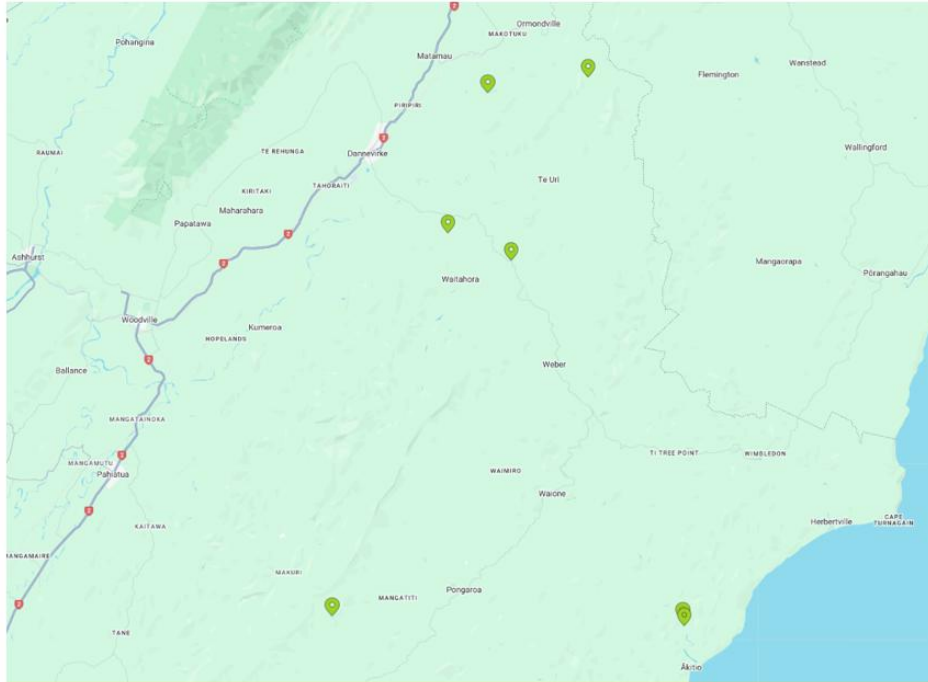 2
Ormondville
MAKOTUKU
Pohangina
Matamau
Wanstead
Flemington
PIRIPIRI
2
RAUMAI
TE REHUNGA
Dannevirke
Wallingford
Te Uri
TAHORAITI
KIRITAKI
Maharahara
Papatawa
2
Ashhurst
2
Mangaorapa
Pōrangahau
Waitahora
Woodville
Kumeroa
HOPELANDS
2
Weber
Ballance
MANGATAINOKA
2
TI TREE POINT
WIMBLEDON
MANGAMUTU
Pahiatua
WAIMIRO
Waione
2
CAPE
TURNAGAIN
Herbertville
KAITAWA
MANGAMAIRE
MAKURI
Pongaroa
MANGATITI
2
TANE
Ākitio